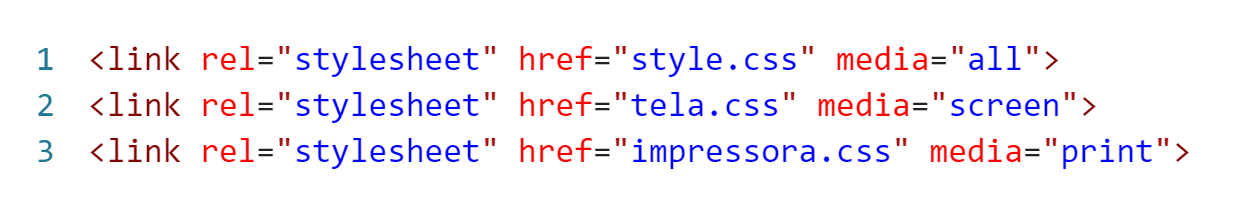 1 <link rel="stylesheet" href="style.css" media="all">
2 <link rel="stylesheet" href="tela.css" media="screen">
3 <link rel="stylesheet" href="impressora.css" media="print">